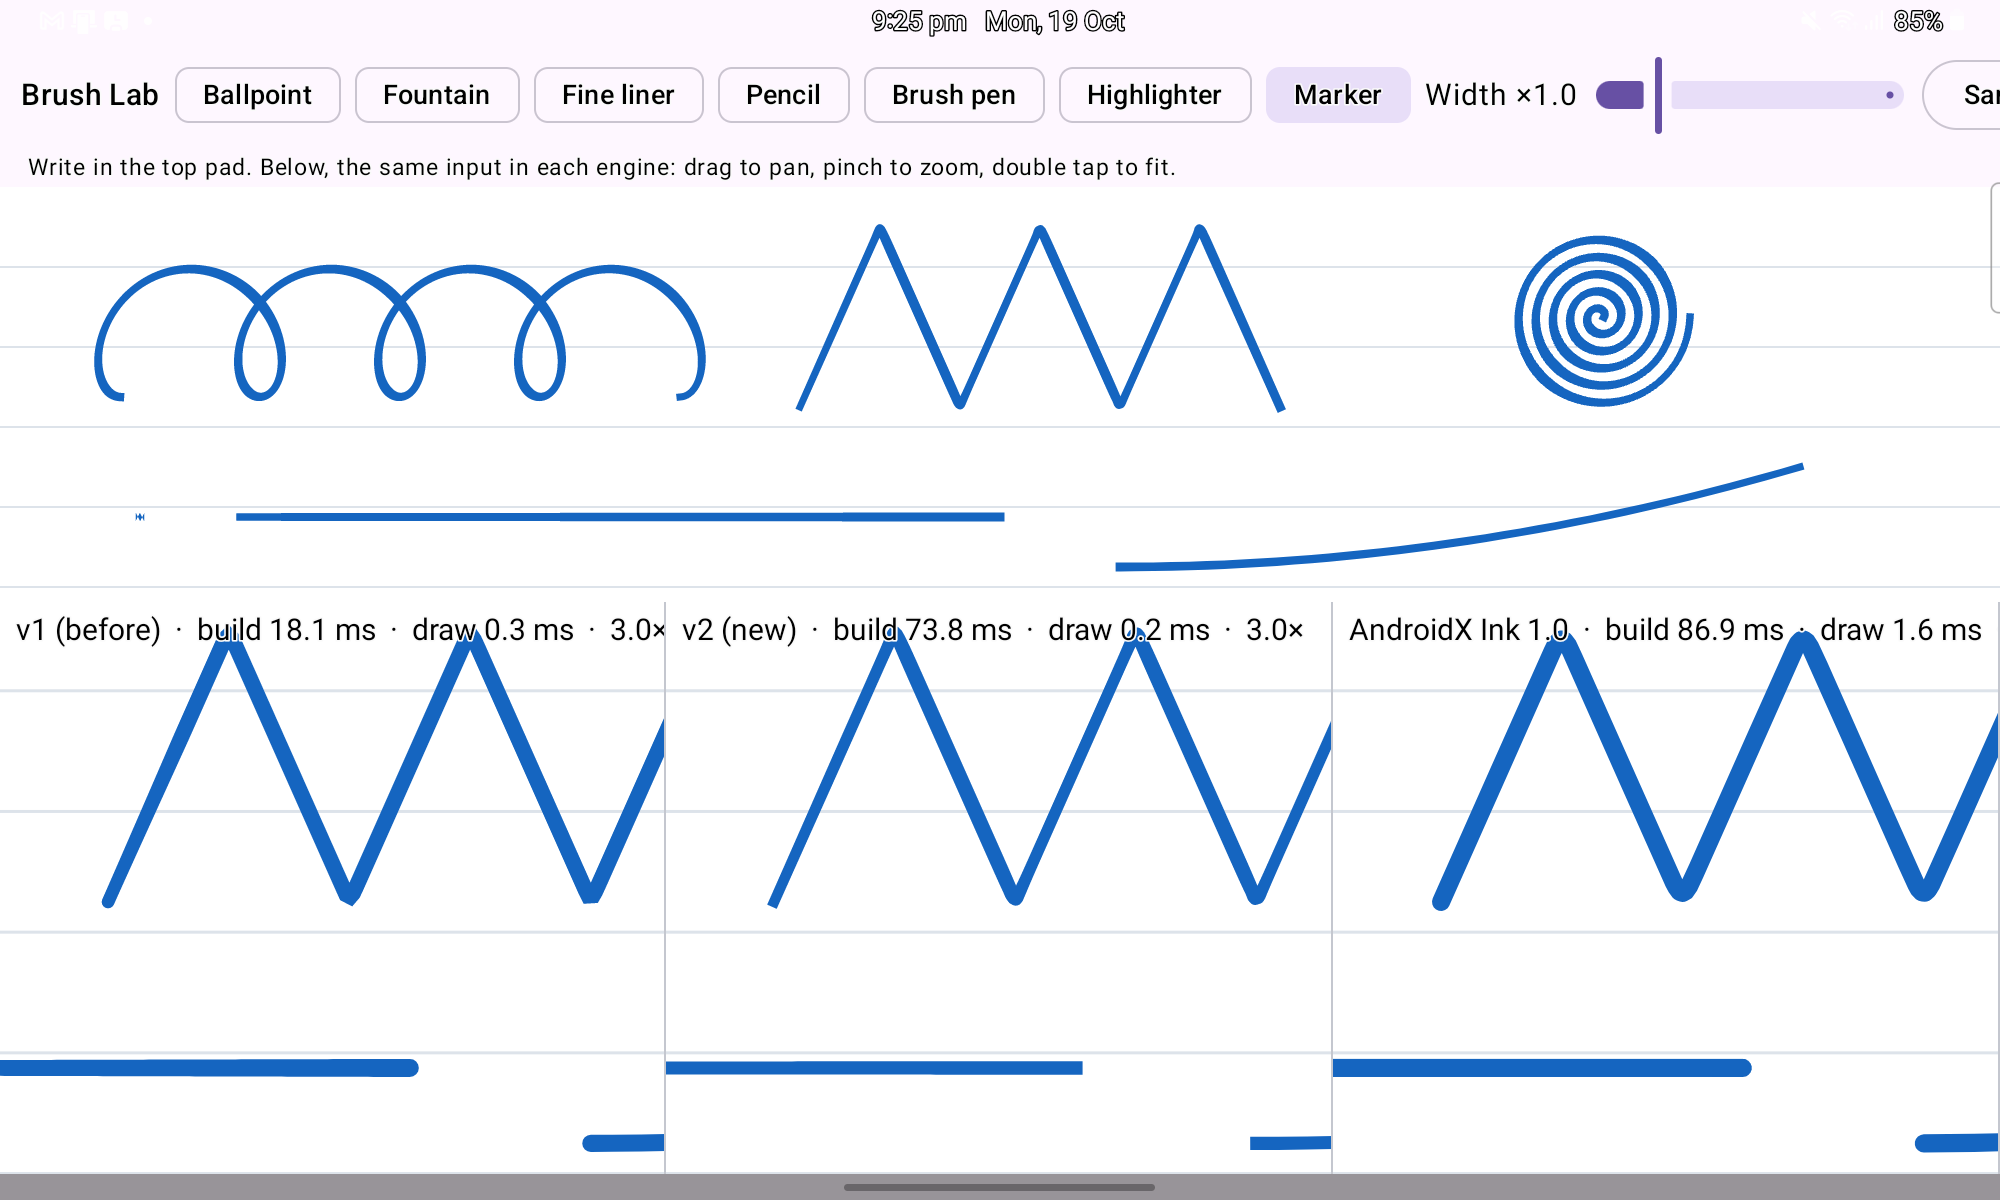 9:25 pm Mon, 19 Oct 85%
Brush Lab Ballpoint Fountain Fine liner Pencil Brush pen Highlighter Marker Width ×1.0
Write in the top pad. Below, the same input in each engine: drag to pan, pinch to zoom, double tap to fit.
v1 (before) · build 18.1 ms · draw 0.3 ms · 3.0×
v2 (new) · build 73.8 ms · draw 0.2 ms · 3.0×
AndroidX Ink 1.0 · build 86.9 ms · draw 1.6 ms